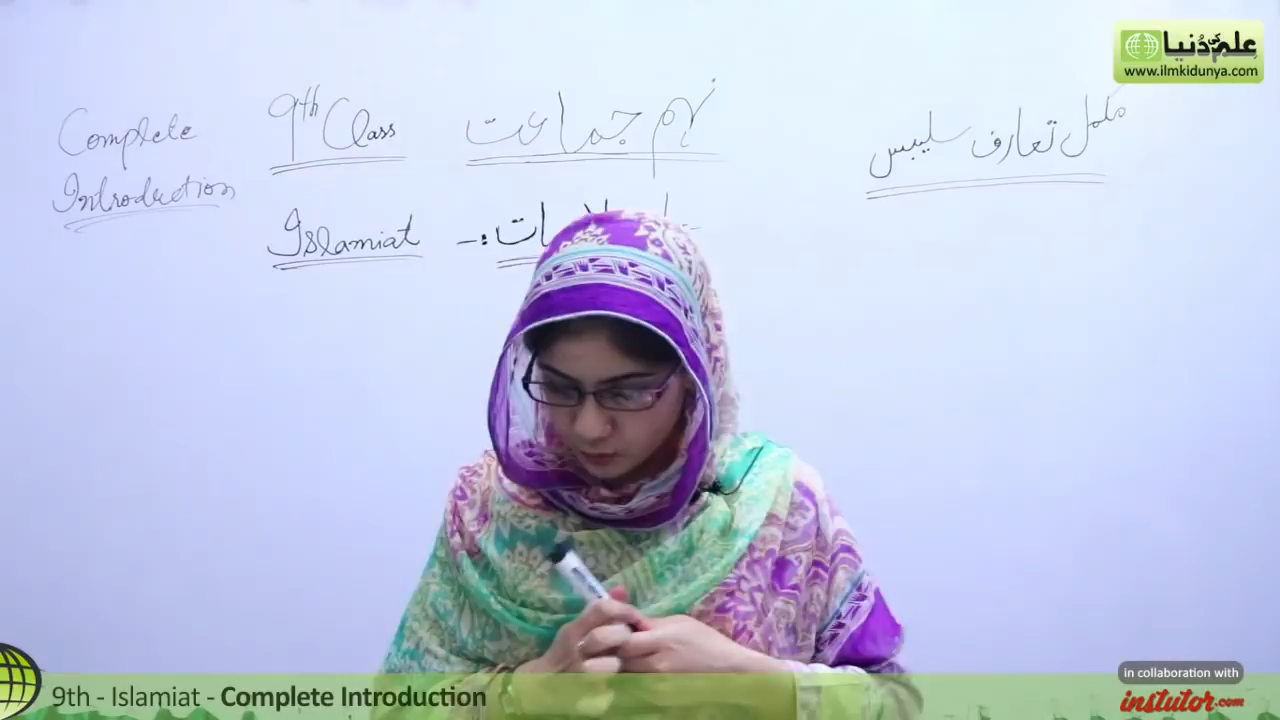 علم کی دُنیا
www.ilmkidunya.com
Complete
Introduction
9th Class
نہم جماعت
مکمل تعارف سلیبس
Islamiat
9th - Islamiat - Complete Introduction
In collaboration with
instutor.com